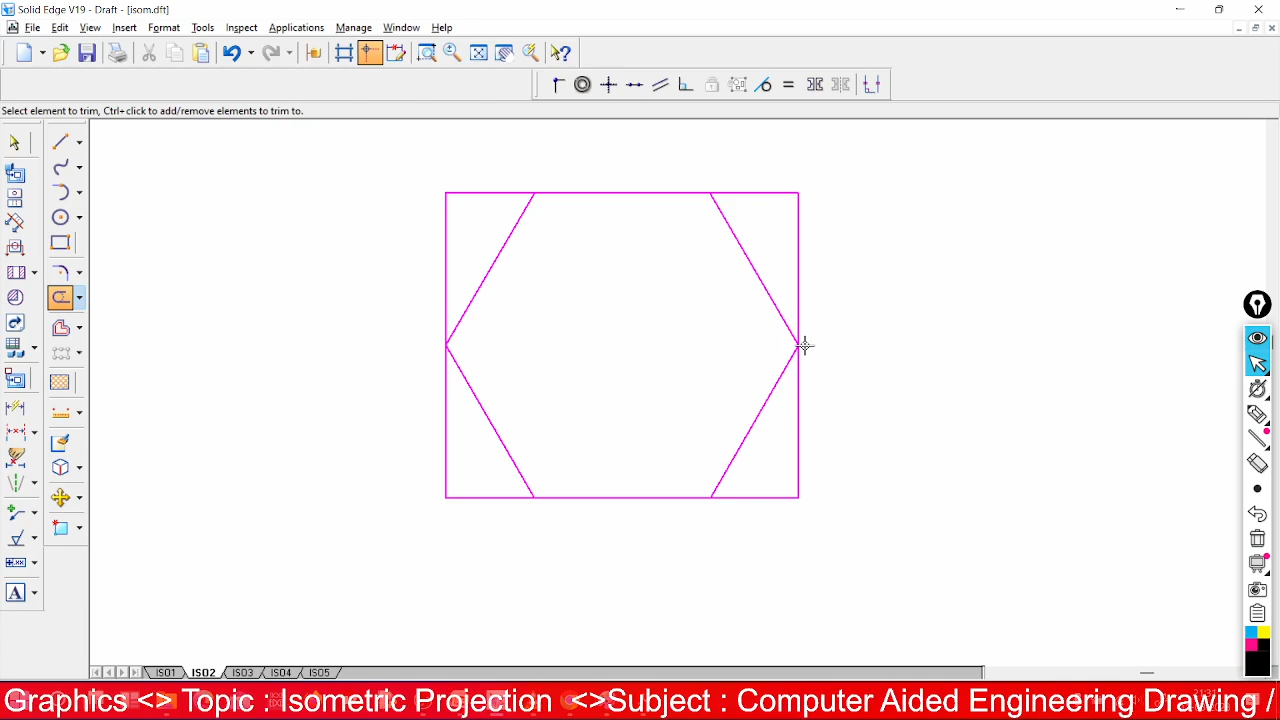 Solid Edge V19 - Draft - [isom.dft]
File Edit View Insert Format Tools Inspect Applications Manage Window Help
Select element to trim, Ctrl+click to add/remove elements to trim to.
A
ISO1 ISO2 ISO3 ISO4 ISO5
Graphics <> Topic : Isometric Projection <>Subject : Computer Aided Engineering Drawing /